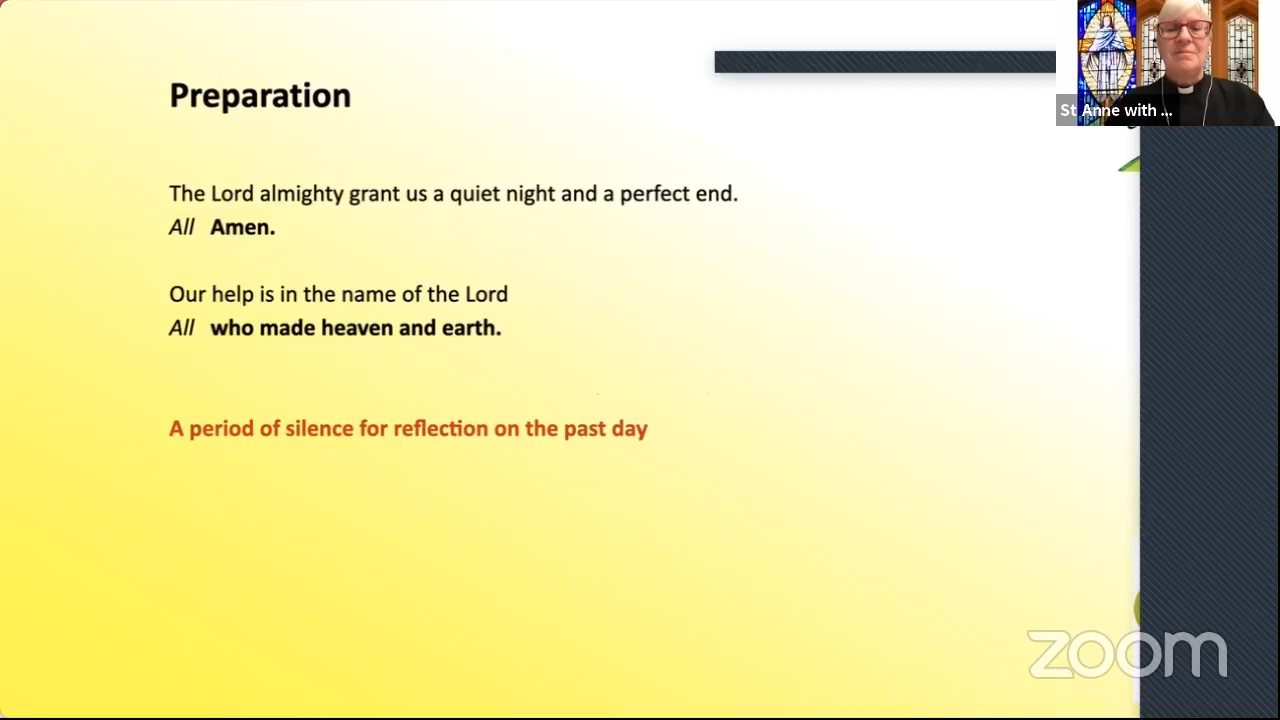 Preparation
The Lord almighty grant us a quiet night and a perfect end.
All Amen.
Our help is in the name of the Lord
All who made heaven and earth.
A period of silence for reflection on the past day
St Anne with ...
zoom